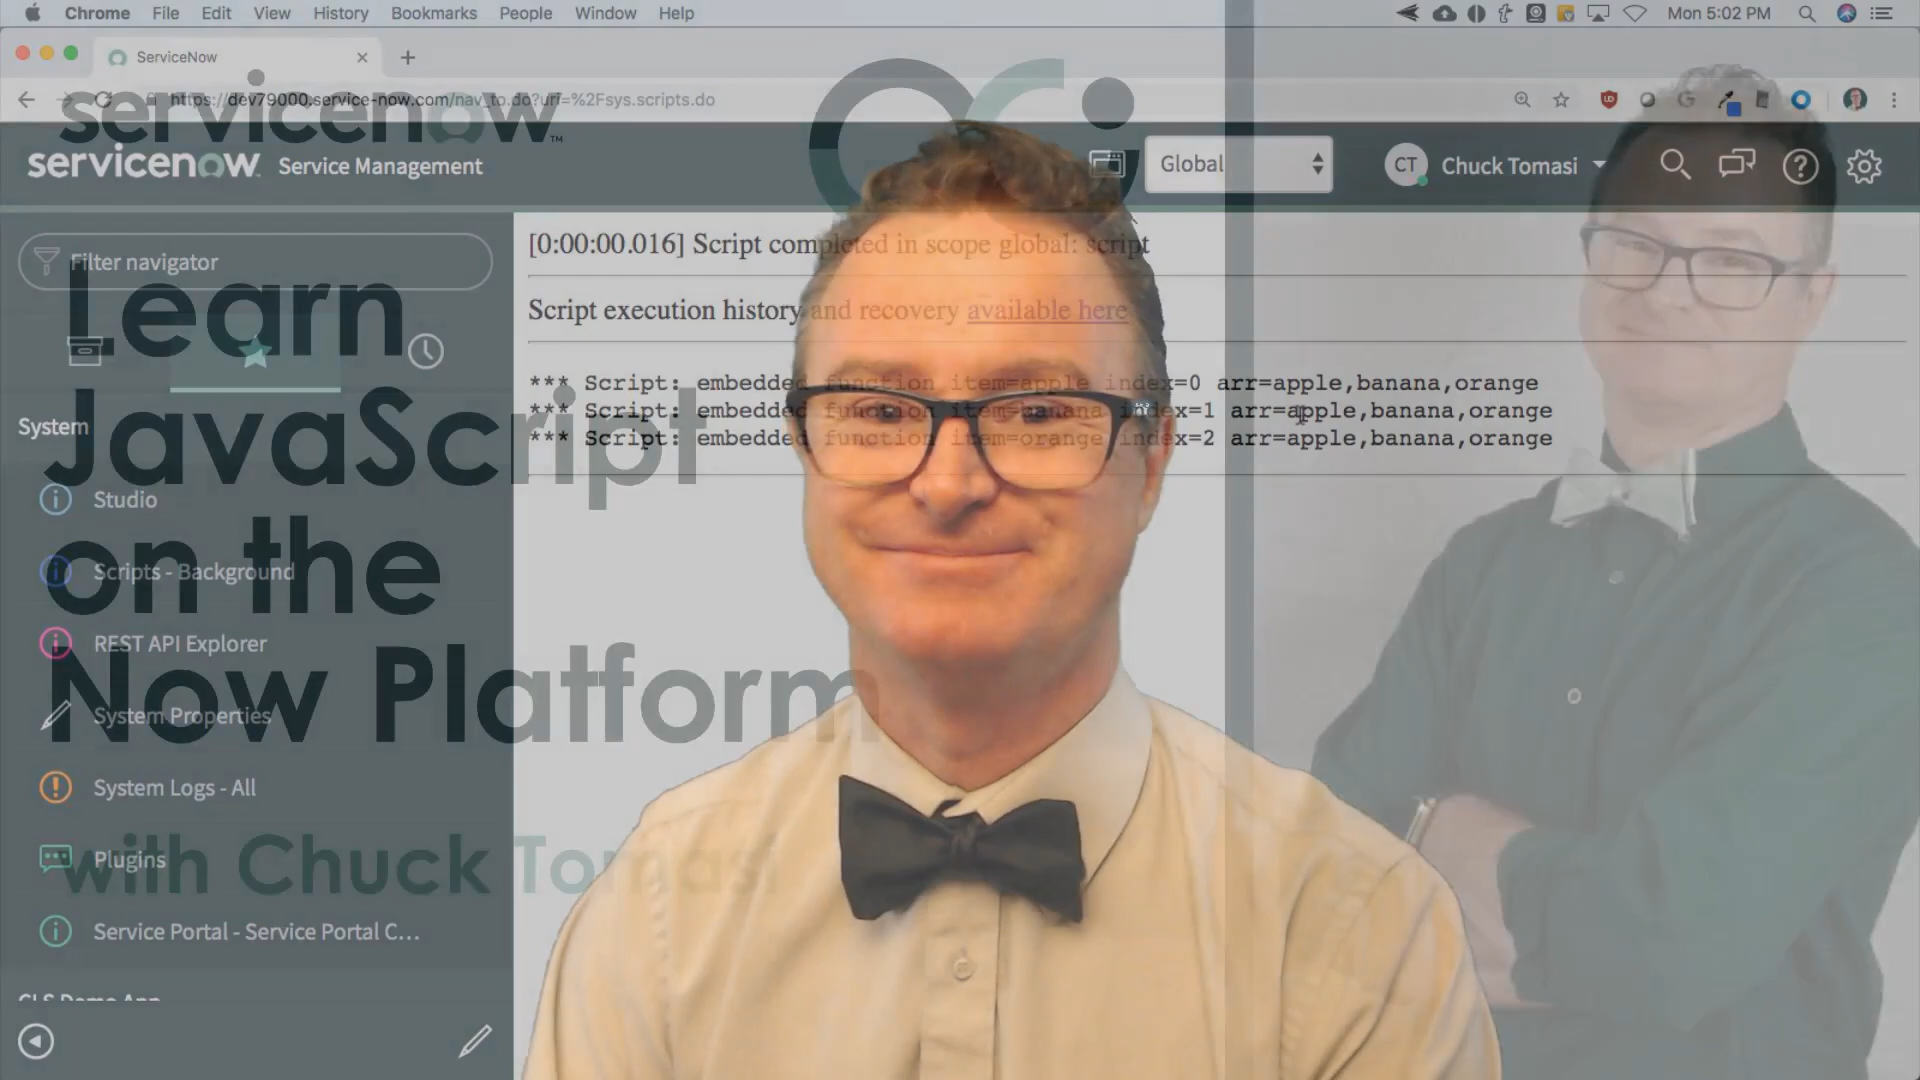 Chrome File Edit View History Bookmarks People Window Help
Mon 5:02 PM
ServiceNow
https://dev79000.service-now.com/nav_to.do?uri=%2Fsys.scripts.do
servicenow™
servicenow Service Management
Global
CT Chuck Tomasi
Filter navigator
[0:00:00.016] Script completed in scope global: script
Script execution history and recovery available here
*** Script: embedded function item=apple index=0 arr=apple,banana,orange
*** Script: embedded function item=banana index=1 arr=apple,banana,orange
*** Script: embedded function item=orange index=2 arr=apple,banana,orange
Learn
JavaScript
on the
Now Platform
with Chuck Tomasi
System
Studio
Scripts - Background
REST API Explorer
System Properties
System Logs - All
Plugins
Service Portal - Service Portal C...